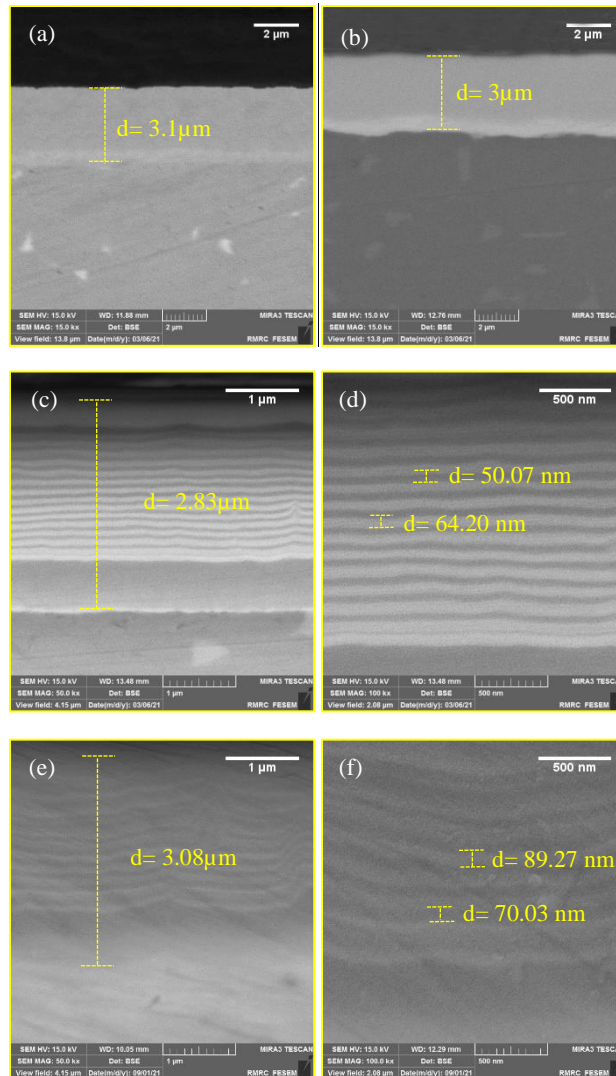 (a)
2 µm
d= 3.1µm
SEM HV: 15.0 kV WD: 11.88 mm MIRA3 TESCAN
SEM MAG: 15.0 kx Det: BSE 2 µm
View field: 13.8 µm Date(m/d/y): 03/06/21 RMRC FESEM
(b)
2 µm
d= 3µm
SEM HV: 15.0 kV WD: 12.76 mm MIRA3 TESCAN
SEM MAG: 15.0 kx Det: BSE 2 µm
View field: 13.8 µm Date(m/d/y): 03/06/21 RMRC FESEM
(c)
1 µm
d= 2.83µm
SEM HV: 15.0 kV WD: 13.48 mm MIRA3 TESCAN
SEM MAG: 50.0 kx Det: BSE 1 µm
View field: 4.15 µm Date(m/d/y): 03/06/21 RMRC FESEM
(d)
500 nm
d= 50.07 nm
d= 64.20 nm
SEM HV: 15.0 kV WD: 13.48 mm MIRA3 TESCAN
SEM MAG: 100 kx Det: BSE 500 nm
View field: 2.08 µm Date(m/d/y): 03/06/21 RMRC FESEM
(e)
1 µm
d= 3.08µm
SEM HV: 15.0 kV WD: 10.05 mm MIRA3 TESCAN
SEM MAG: 50.0 kx Det: BSE 1 µm
View field: 4.15 µm Date(m/d/y): 09/01/21 RMRC FESEM
(f)
500 nm
d= 89.27 nm
d= 70.03 nm
SEM HV: 15.0 kV WD: 12.29 mm MIRA3 TESCAN
SEM MAG: 100.0 kx Det: BSE 500 nm
View field: 2.08 µm Date(m/d/y): 09/01/21 RMRC FESEM